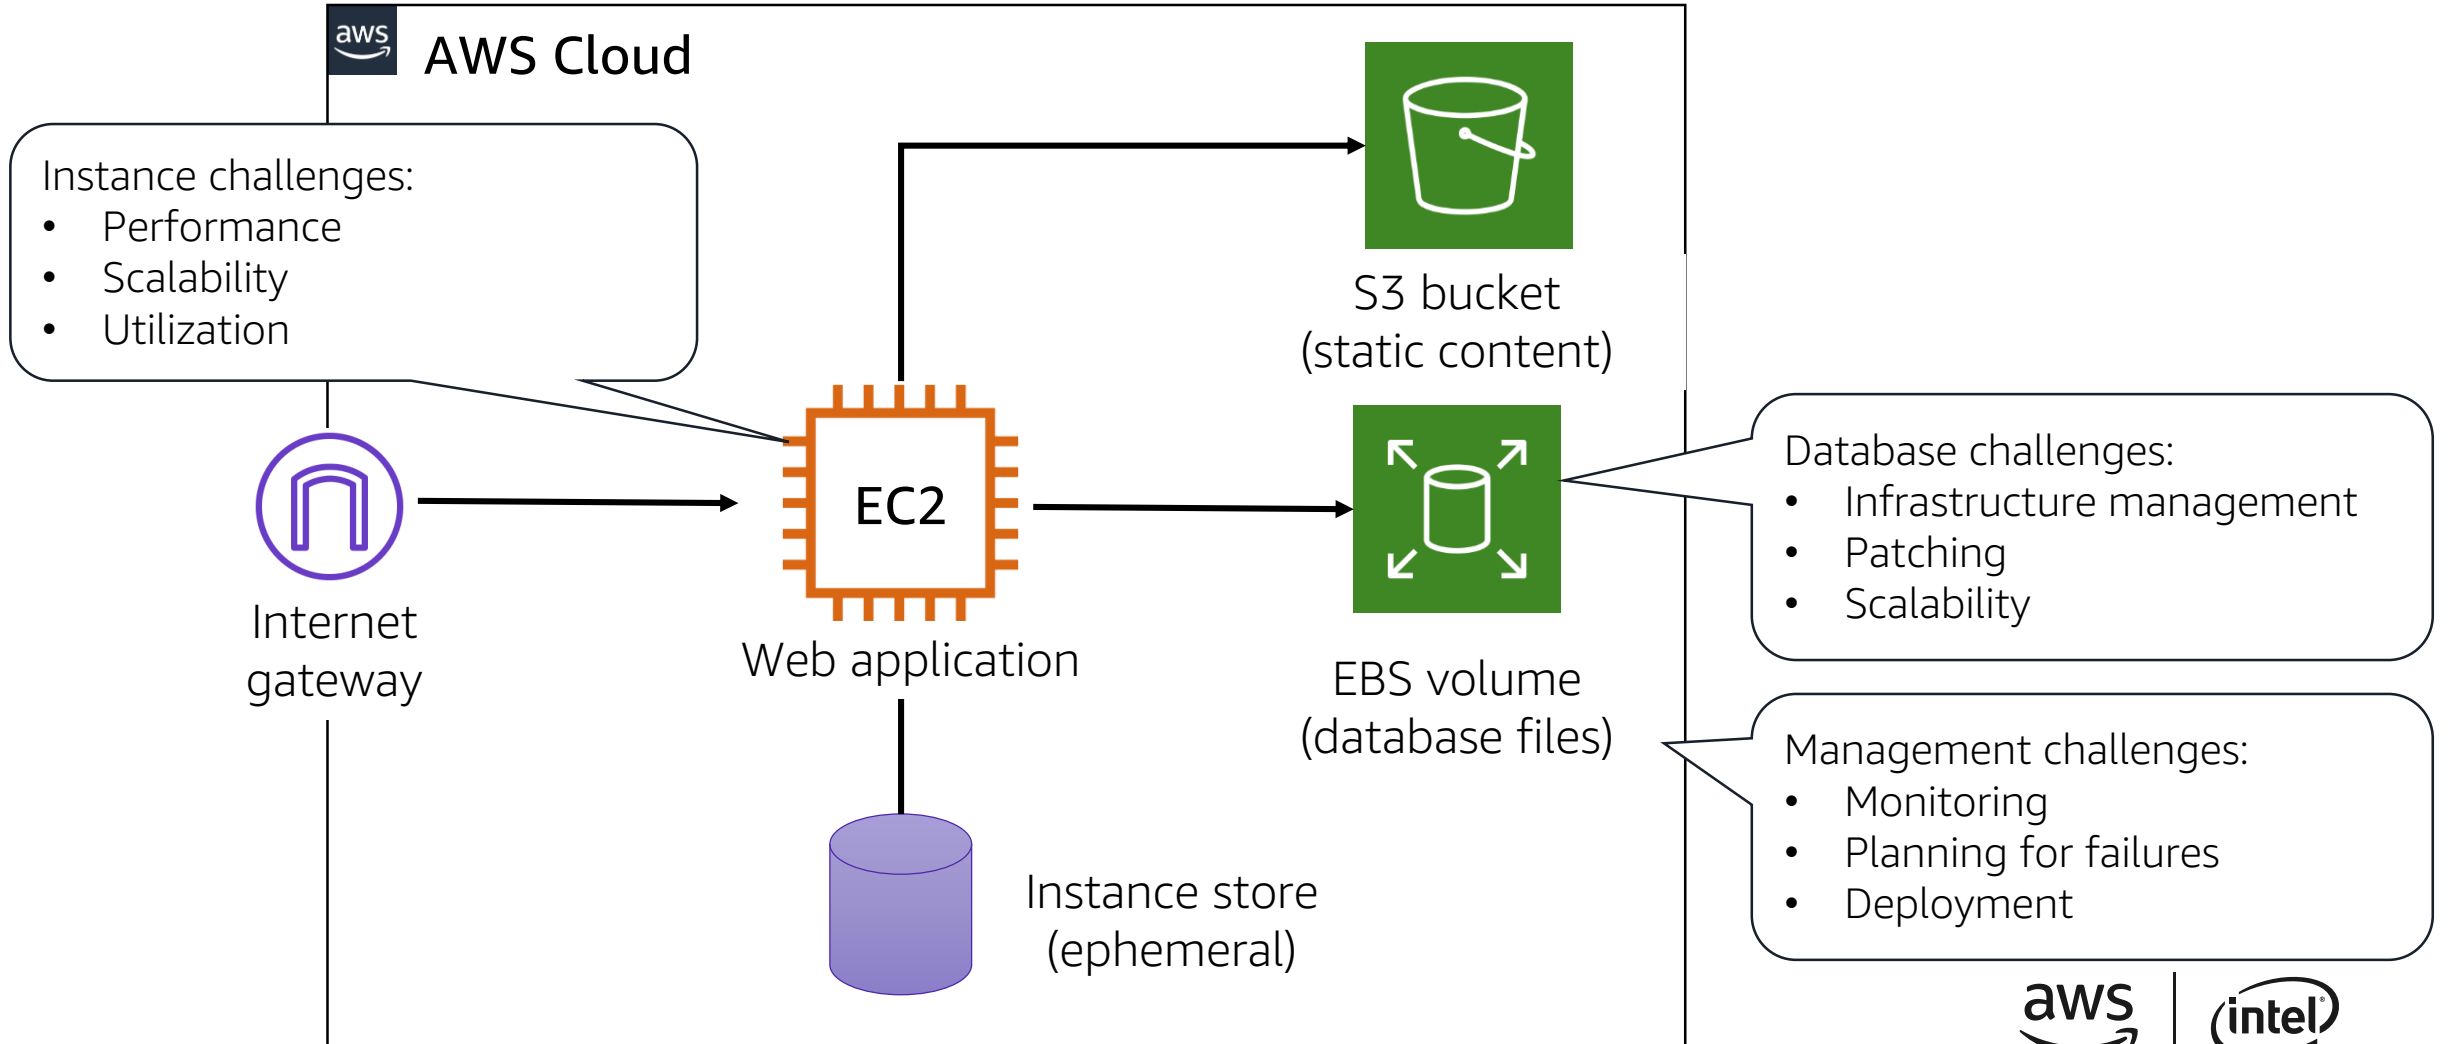 aws
AWS Cloud
Instance challenges:
• Performance
• Scalability
• Utilization
S3 bucket
(static content)
EC2
Internet
gateway
Web application
EBS volume
(database files)
Database challenges:
• Infrastructure management
• Patching
• Scalability
Management challenges:
• Monitoring
• Planning for failures
• Deployment
Instance store
(ephemeral)
aws
intel®